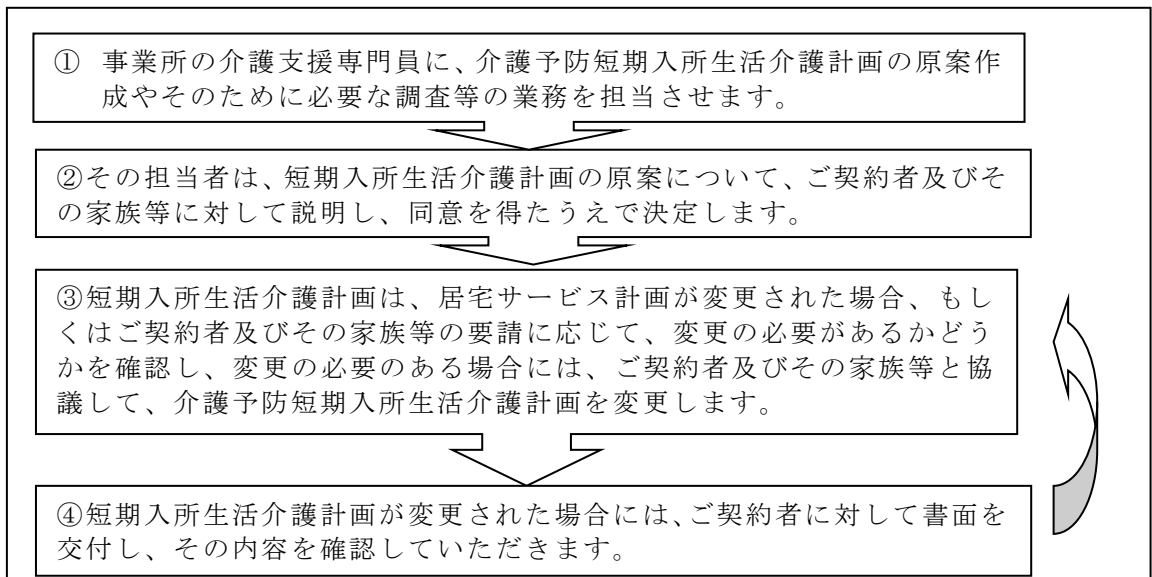 ① 事業所の介護支援専門員に、介護予防短期入所生活介護計画の原案作
成やそのために必要な調査等の業務を担当させます。
②その担当者は、短期入所生活介護計画の原案について、ご契約者及びそ
の家族等に対して説明し、同意を得たうえで決定します。
③短期入所生活介護計画は、居宅サービス計画が変更された場合、もし
くはご契約者及びその家族等の要請に応じて、変更の必要があるかどう
かを確認し、変更の必要のある場合には、ご契約者及びその家族等と協
議して、介護予防短期入所生活介護計画を変更します。
④短期入所生活介護計画が変更された場合には、ご契約者に対して書面を
交付し、その内容を確認していただきます。